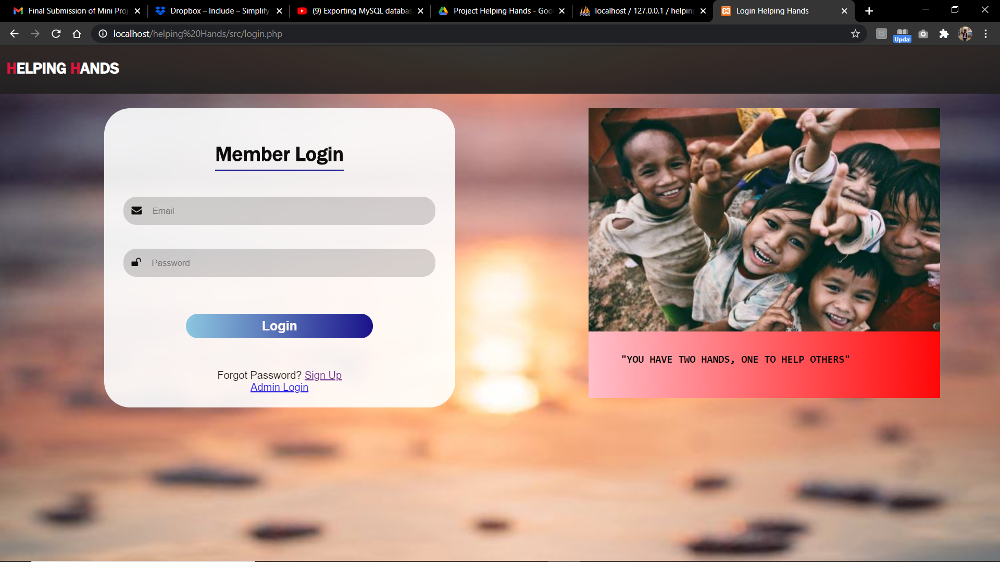 Final Submission of Mini Proj
Dropbox – Include – Simplify
(9) Exporting MySQL databas
Project Helping Hands - Goo
localhost / 127.0.0.1 / helping
Login Helping Hands
localhost/helping%20Hands/src/login.php
Updat
HELPING HANDS
Member Login
Email
Password
Login
Forgot Password? Sign Up
Admin Login
"YOU HAVE TWO HANDS, ONE TO HELP OTHERS"